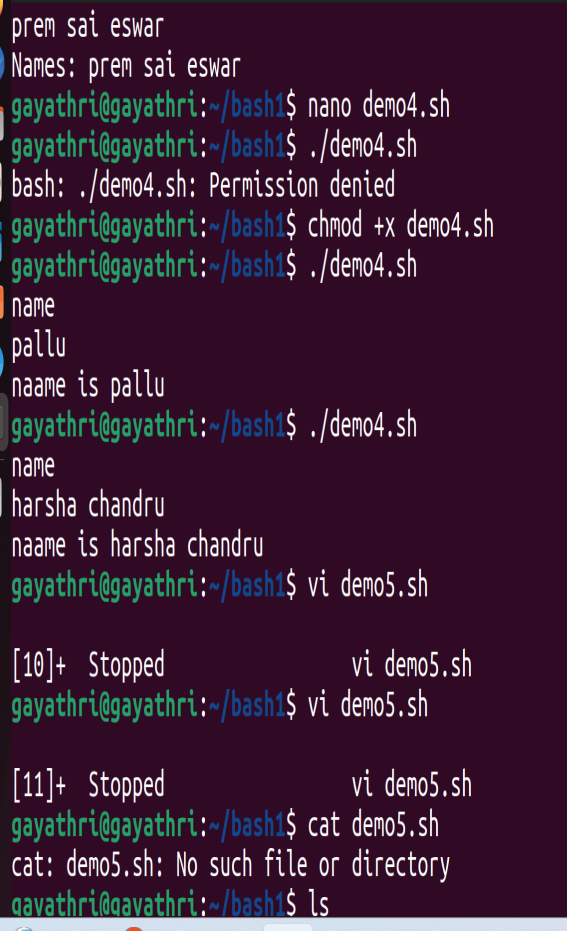 prem sai eswar
Names: prem sai eswar
gayathri@gayathri:~/bash1$ nano demo4.sh
gayathri@gayathri:~/bash1$ ./demo4.sh
bash: ./demo4.sh: Permission denied
gayathri@gayathri:~/bash1$ chmod +x demo4.sh
gayathri@gayathri:~/bash1$ ./demo4.sh
name
pallu
naame is pallu
gayathri@gayathri:~/bash1$ ./demo4.sh
name
harsha chandru
naame is harsha chandru
gayathri@gayathri:~/bash1$ vi demo5.sh
[10]+  Stopped                 vi demo5.sh
gayathri@gayathri:~/bash1$ vi demo5.sh
[11]+  Stopped                 vi demo5.sh
gayathri@gayathri:~/bash1$ cat demo5.sh
cat: demo5.sh: No such file or directory
gayathri@gayathri:~/bash1$ ls